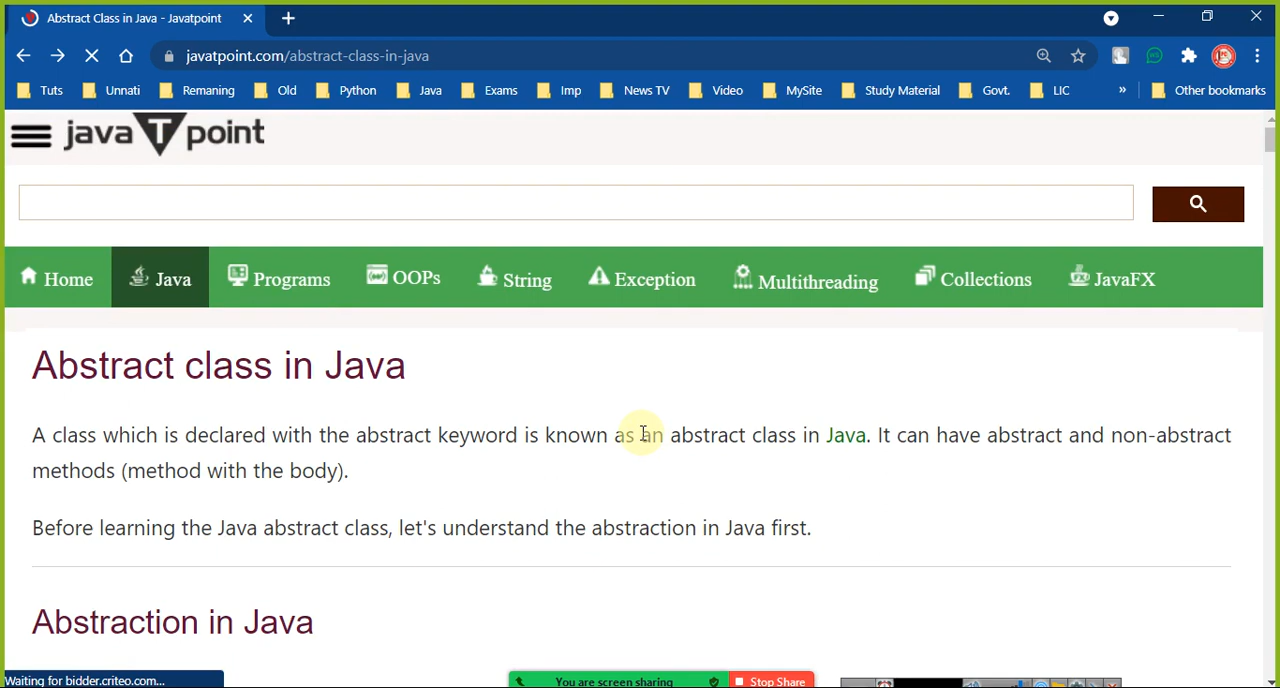 Abstract Class in Java - Javatpoint
javatpoint.com/abstract-class-in-java
Tuts Unnati Remaning Old Python Java Exams Imp News TV Video MySite Study Material Govt. LIC » Other bookmarks
javaTpoint
Home Java Programs OOPs String Exception Multithreading Collections JavaFX
Abstract class in Java
A class which is declared with the abstract keyword is known as an abstract class in Java. It can have abstract and non-abstract
methods (method with the body).
Before learning the Java abstract class, let's understand the abstraction in Java first.
Abstraction in Java
Waiting for bidder.criteo.com...
You are screen sharing Stop Share